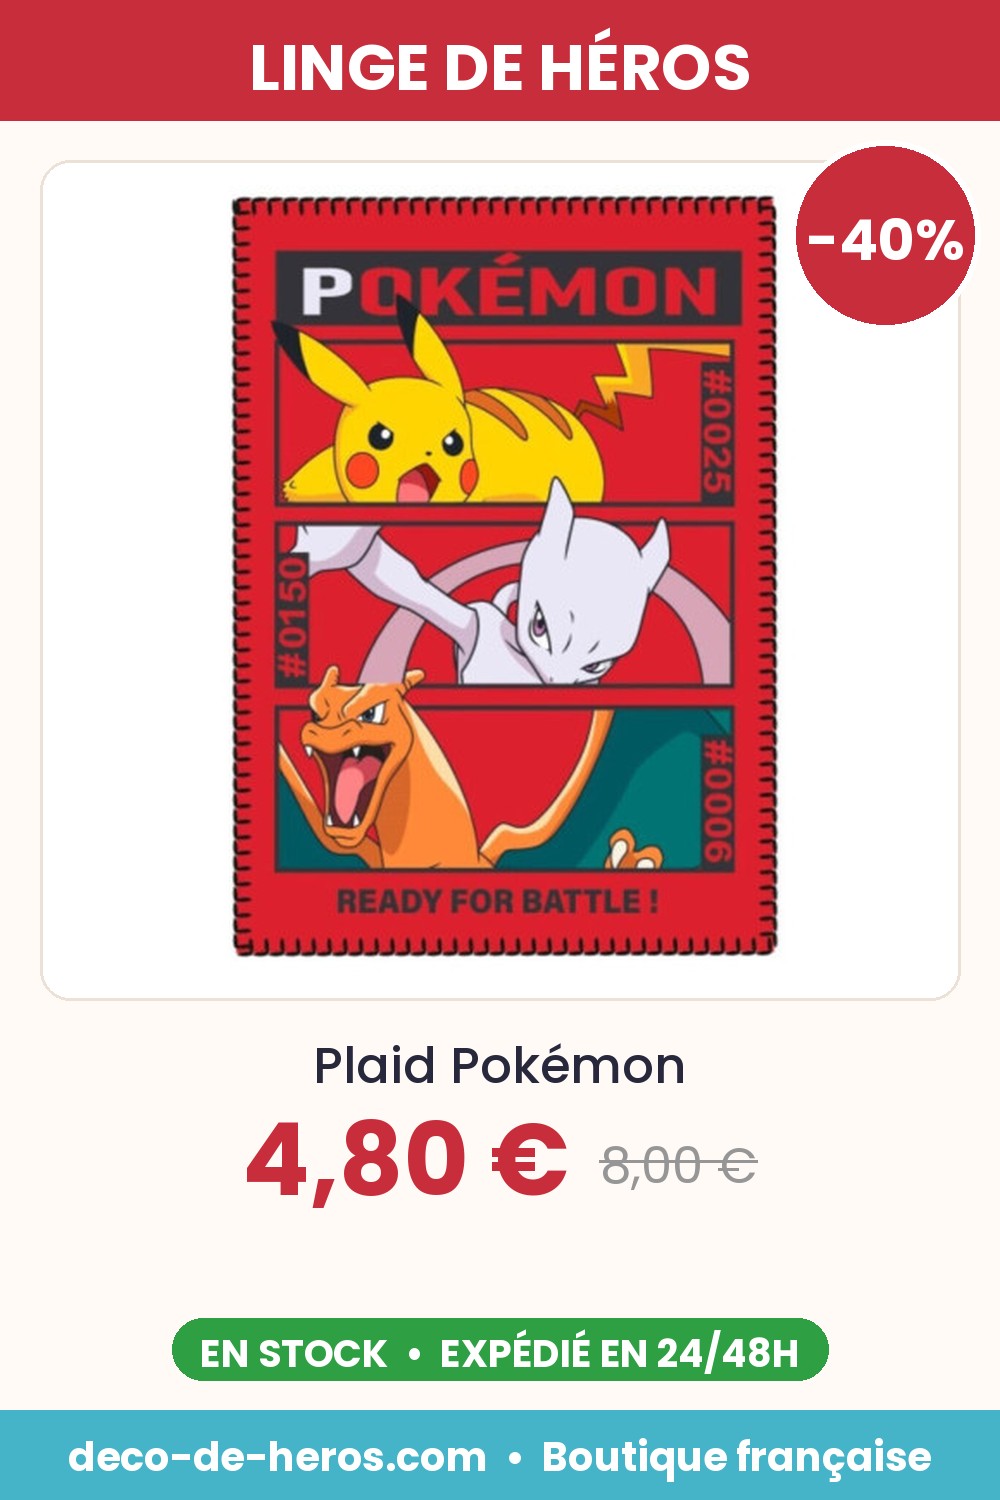 LINGE DE HÉROS
-40%
POKÉMON
#0025
#0150
#0006
READY FOR BATTLE !
Plaid Pokémon
4,80 € 8,00 €
EN STOCK • EXPÉDIÉ EN 24/48H
deco-de-heros.com • Boutique française